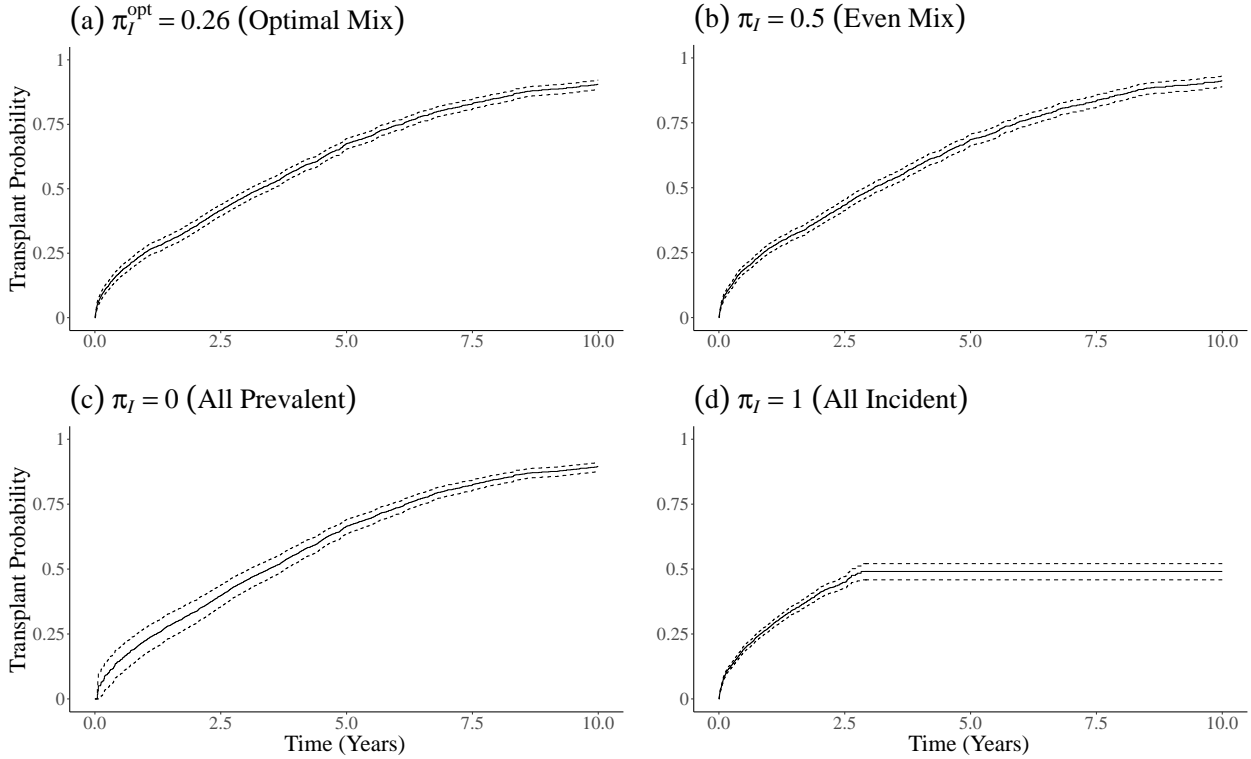 (a) π_I^opt = 0.26 (Optimal Mix)
(b) π_I = 0.5 (Even Mix)
Transplant Probability
1
0.75
0.5
0.25
0
0.0 2.5 5.0 7.5 10.0
1
0.75
0.5
0.25
0
0.0 2.5 5.0 7.5 10.0
(c) π_I = 0 (All Prevalent)
(d) π_I = 1 (All Incident)
Transplant Probability
1
0.75
0.5
0.25
0
0.0 2.5 5.0 7.5 10.0
Time (Years)
1
0.75
0.5
0.25
0
0.0 2.5 5.0 7.5 10.0
Time (Years)